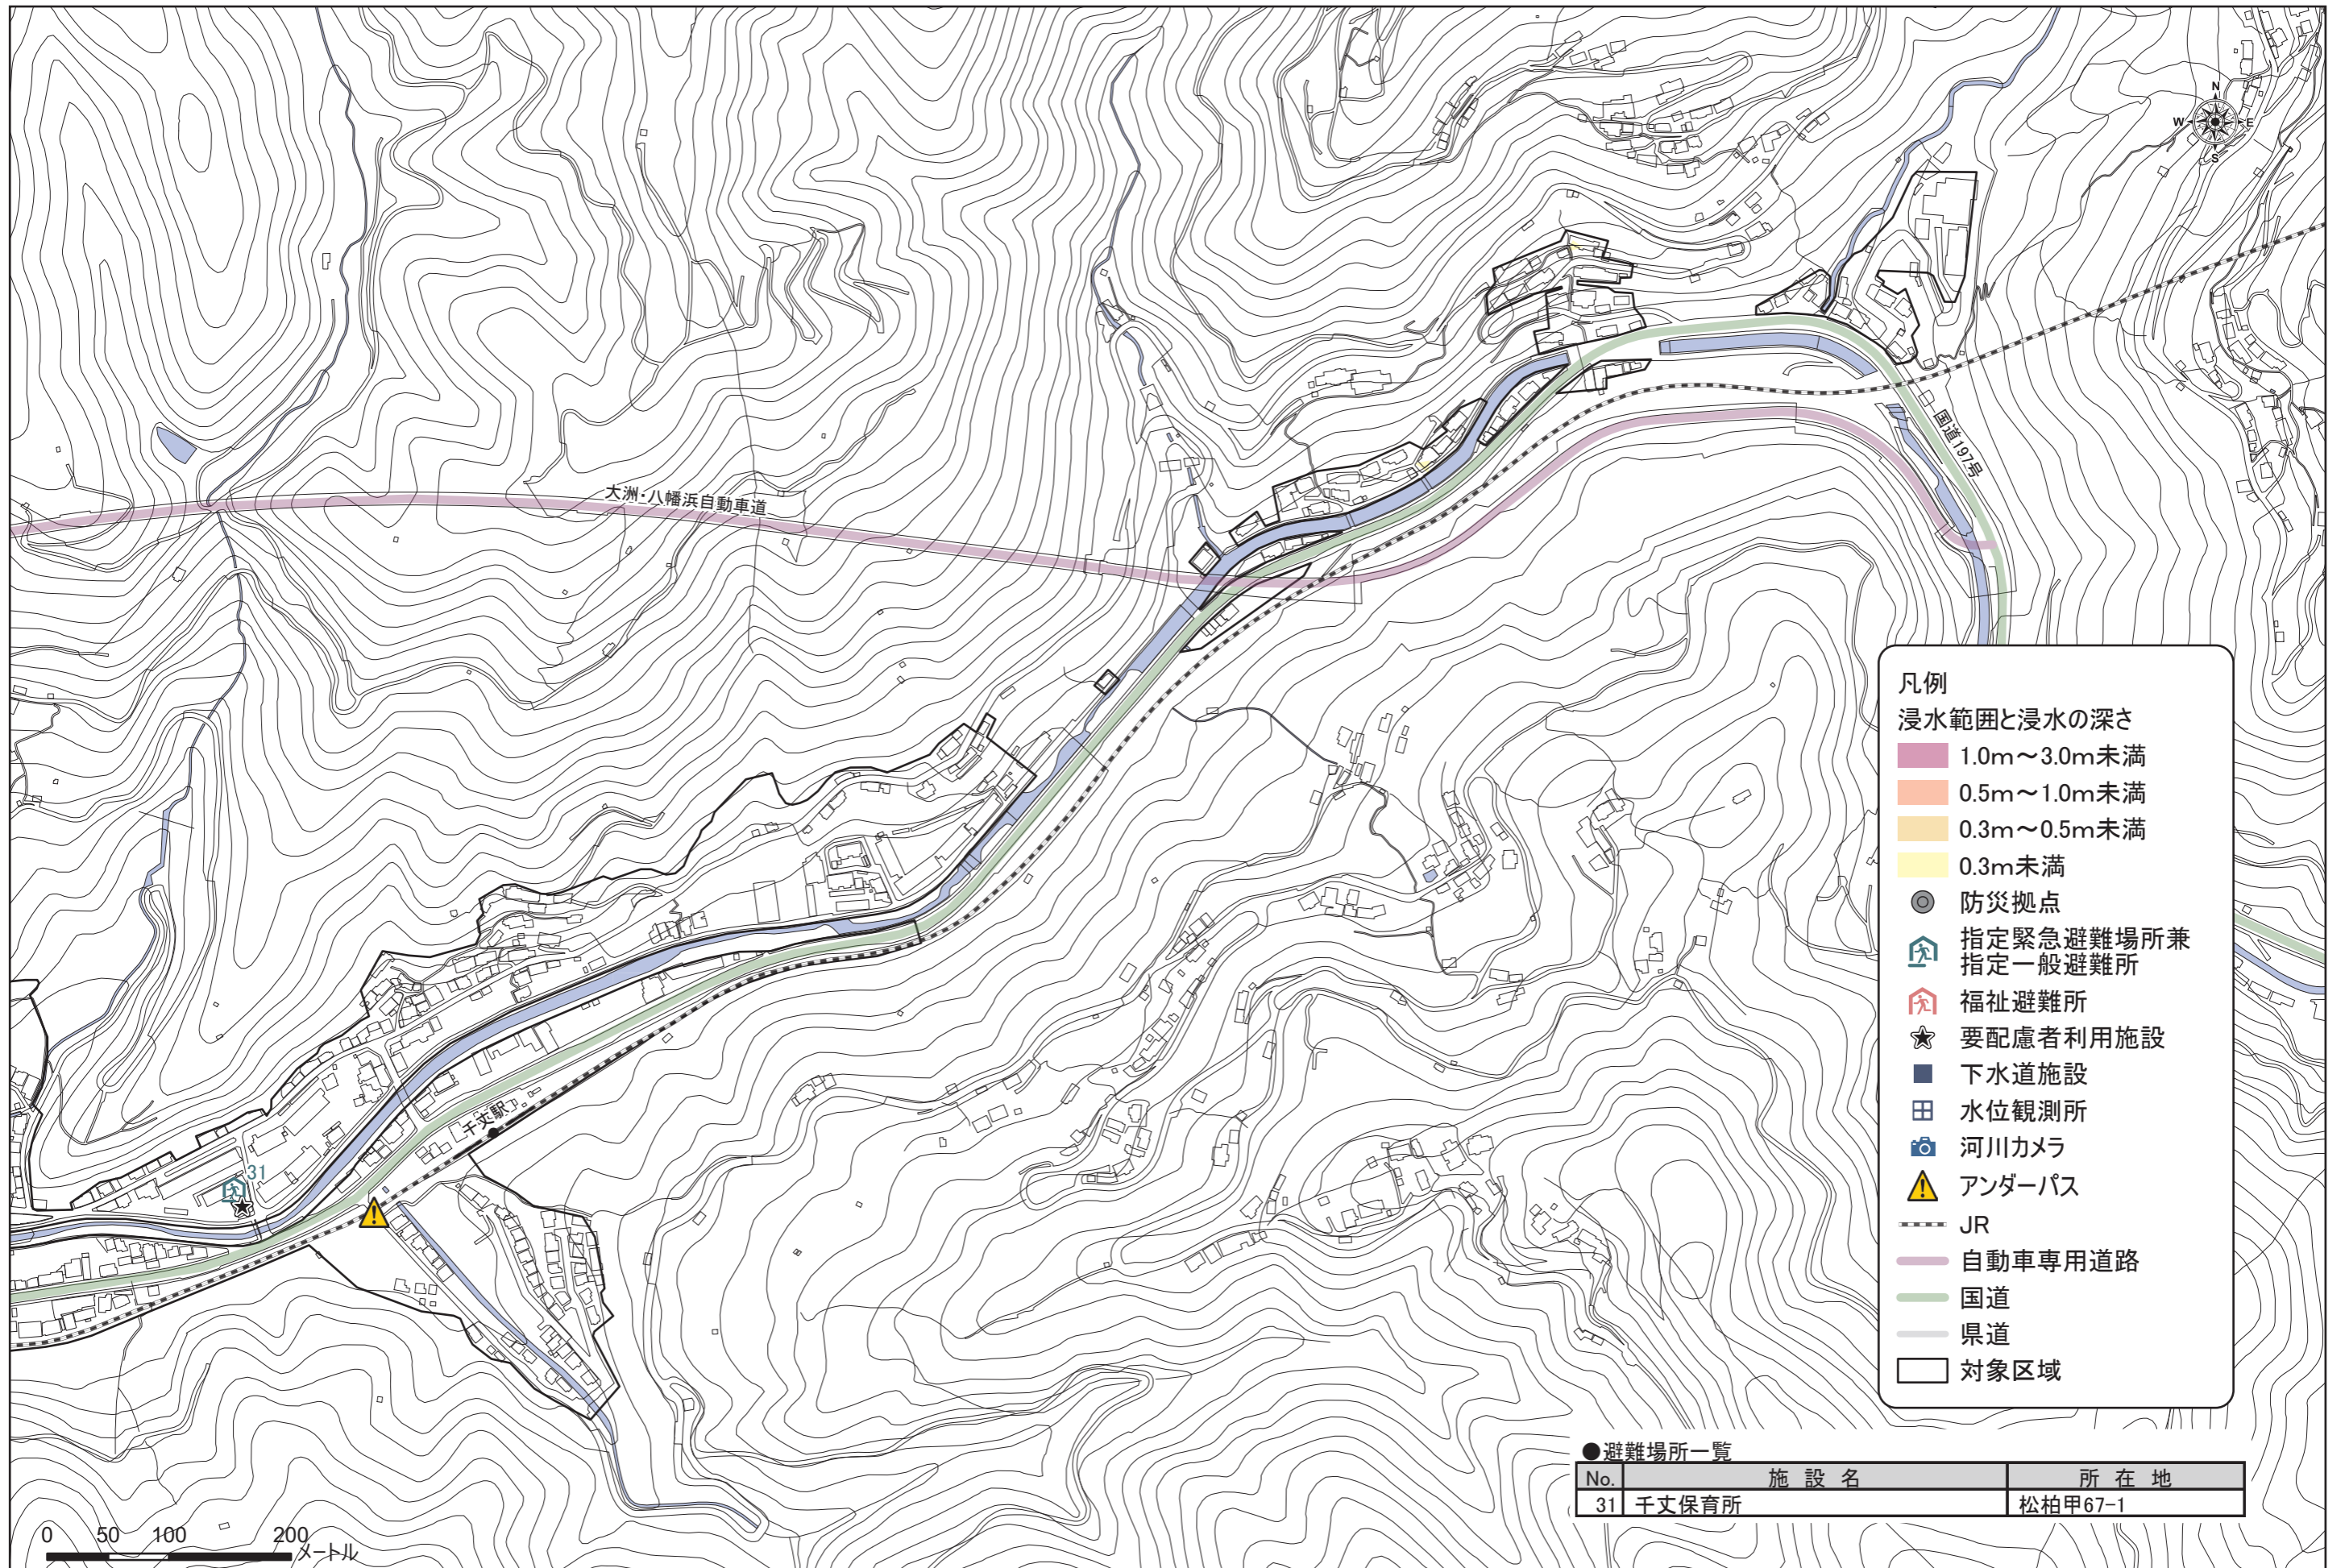 N
W
E
S
国道197号
大洲・八幡浜自動車道
千丈駅
31
凡例
浸水範囲と浸水の深さ
1.0m～3.0m未満
0.5m～1.0m未満
0.3m～0.5m未満
0.3m未満
防災拠点
指定緊急避難場所兼
指定一般避難所
福祉避難所
要配慮者利用施設
下水道施設
水位観測所
河川カメラ
アンダーパス
JR
自動車専用道路
国道
県道
対象区域
●避難場所一覧
No. 施設名 所在地
31 千丈保育所 松柏甲67-1
0 50 100 200
メートル